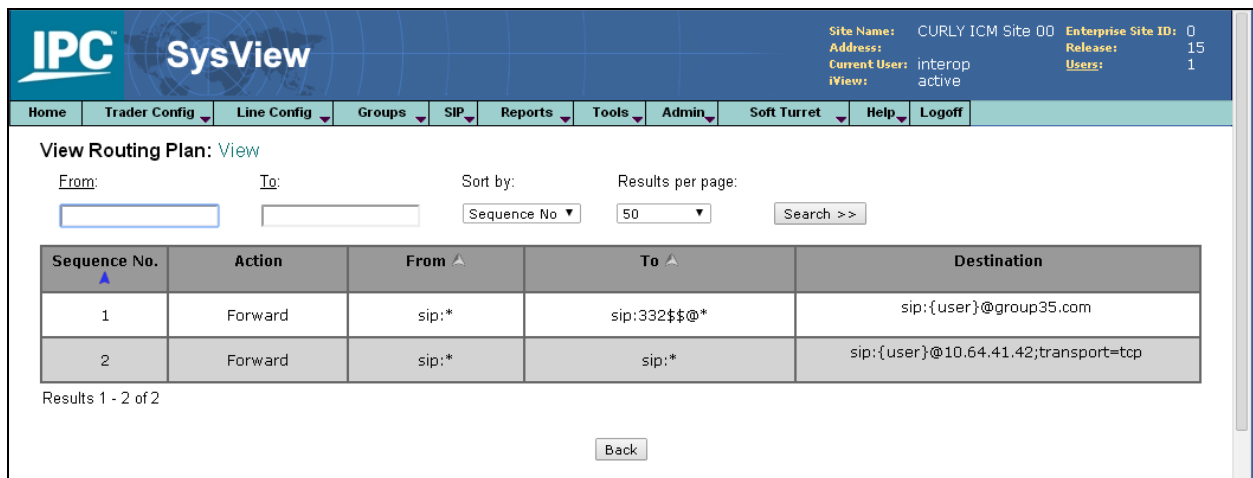 IPC™ SysView
Site Name: CURLY ICM Site 00 Enterprise Site ID: 0
Address: Release: 15
Current User: interop Users: 1
iView: active
Home Trader Config Line Config Groups SIP Reports Tools Admin Soft Turret Help Logoff
View Routing Plan: View
From: To: Sort by: Results per page:
Sequence No 50 Search >>
Sequence No. Action From To Destination
1 Forward sip:* sip:332$$@* sip:{user}@group35.com
2 Forward sip:* sip:* sip:{user}@10.64.41.42;transport=tcp
Results 1 - 2 of 2
Back